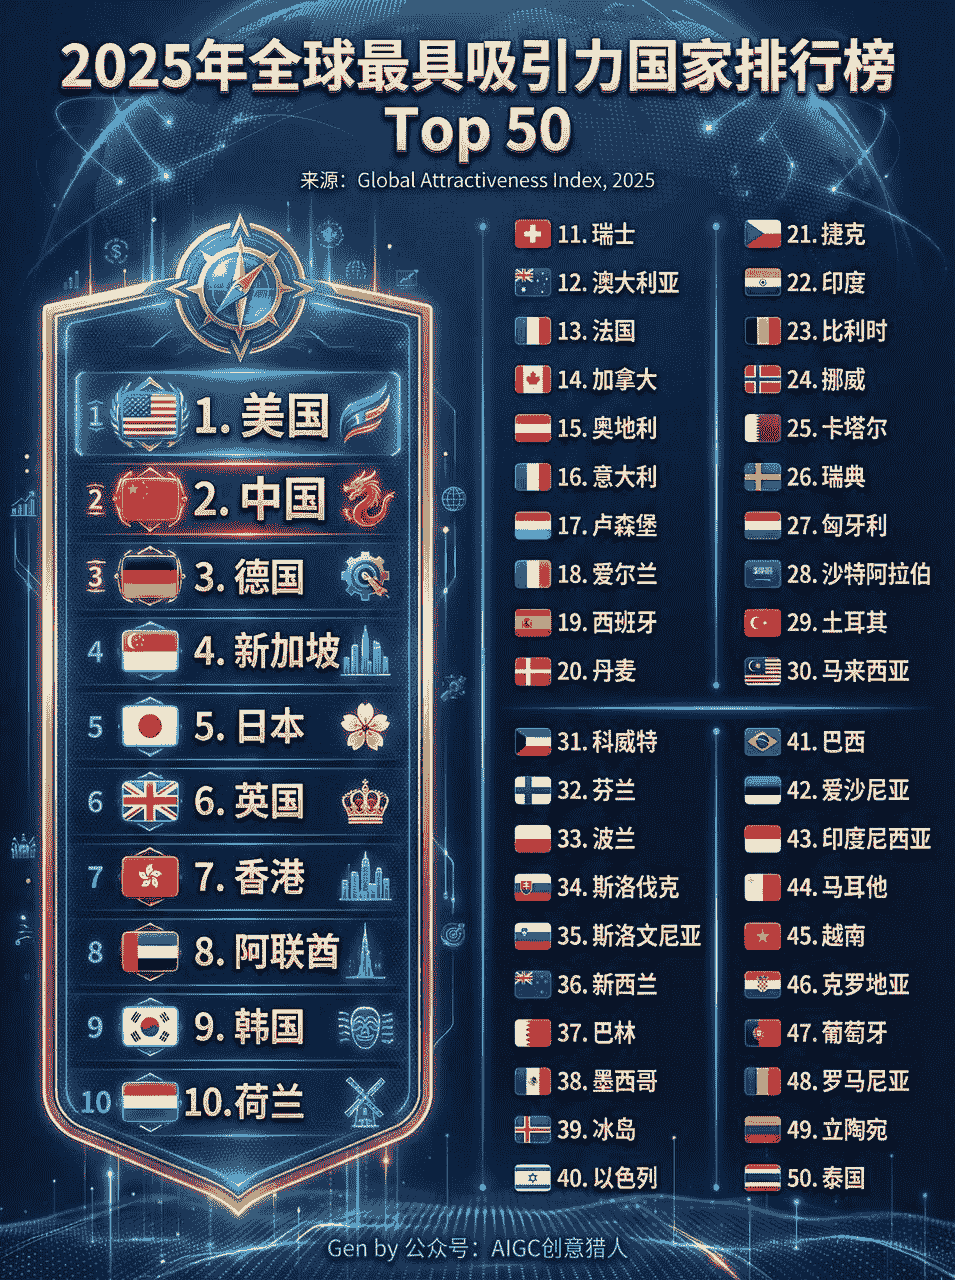 2025年全球最具吸引力国家排行榜
Top 50
来源：Global Attractiveness Index, 2025
1 1. 美国
2 2. 中国
3 3. 德国
4 4. 新加坡
5 5. 日本
6 6. 英国
7 7. 香港
8 8. 阿联酋
9 9. 韩国
10 10. 荷兰
11. 瑞士
12. 澳大利亚
13. 法国
14. 加拿大
15. 奥地利
16. 意大利
17. 卢森堡
18. 爱尔兰
19. 西班牙
20. 丹麦
21. 捷克
22. 印度
23. 比利时
24. 挪威
25. 卡塔尔
26. 瑞典
27. 匈牙利
28. 沙特阿拉伯
29. 土耳其
30. 马来西亚
31. 科威特
32. 芬兰
33. 波兰
34. 斯洛伐克
35. 斯洛文尼亚
36. 新西兰
37. 巴林
38. 墨西哥
39. 冰岛
40. 以色列
41. 巴西
42. 爱沙尼亚
43. 印度尼西亚
44. 马耳他
45. 越南
46. 克罗地亚
47. 葡萄牙
48. 罗马尼亚
49. 立陶宛
50. 泰国
Gen by 公众号：AIGC创意猎人